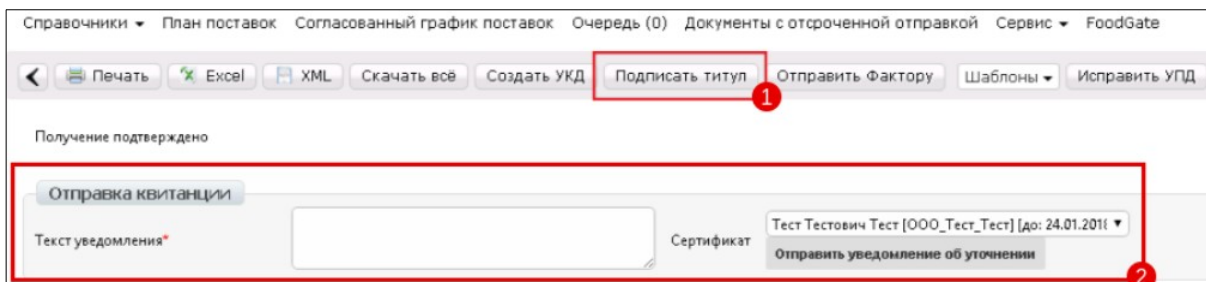 Справочники План поставок Согласованный график поставок Очередь (0) Документы с отсроченной отправкой Сервис FoodGate
Печать Excel XML Скачать всё Создать УКД Подписать титул Отправить Фактору Шаблоны Исправить УПД
1
Получение подтверждено
Отправка квитанции
Текст уведомления* Сертификат Тест Тестович Тест [ООО_Тест_Тест] [до: 24.01.2018
Отправить уведомление об уточнении
2